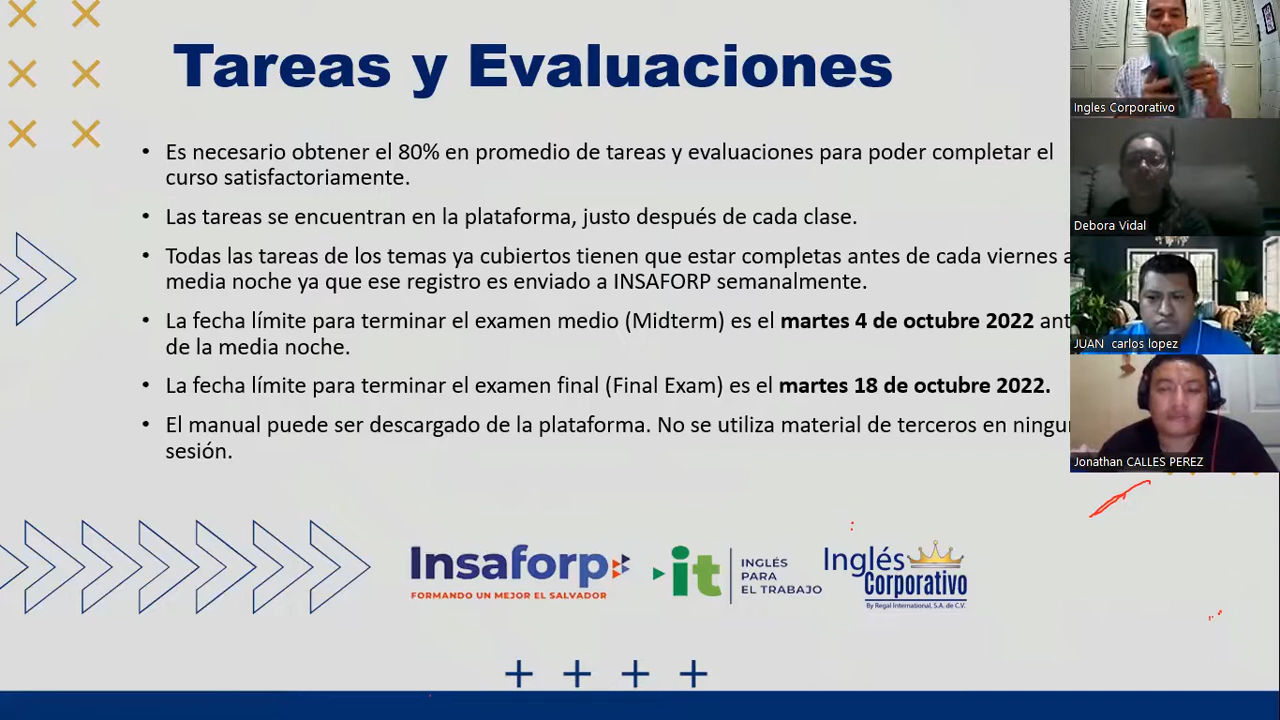 Tareas y Evaluaciones
• Es necesario obtener el 80% en promedio de tareas y evaluaciones para poder completar el
curso satisfactoriamente.
• Las tareas se encuentran en la plataforma, justo después de cada clase.
• Todas las tareas de los temas ya cubiertos tienen que estar completas antes de cada viernes a
media noche ya que ese registro es enviado a INSAFORP semanalmente.
• La fecha límite para terminar el examen medio (Midterm) es el martes 4 de octubre 2022 ant
de la media noche.
• La fecha límite para terminar el examen final (Final Exam) es el martes 18 de octubre 2022.
• El manual puede ser descargado de la plataforma. No se utiliza material de terceros en ningu
sesión.
Insaforp
FORMANDO UN MEJOR EL SALVADOR
it
INGLÉS
PARA
EL TRABAJO
Inglés
Corporativo
By Regal International, S.A. de C.V.
Ingles Corporativo
Debora Vidal
JUAN carlos lopez
Jonathan CALLES PEREZ